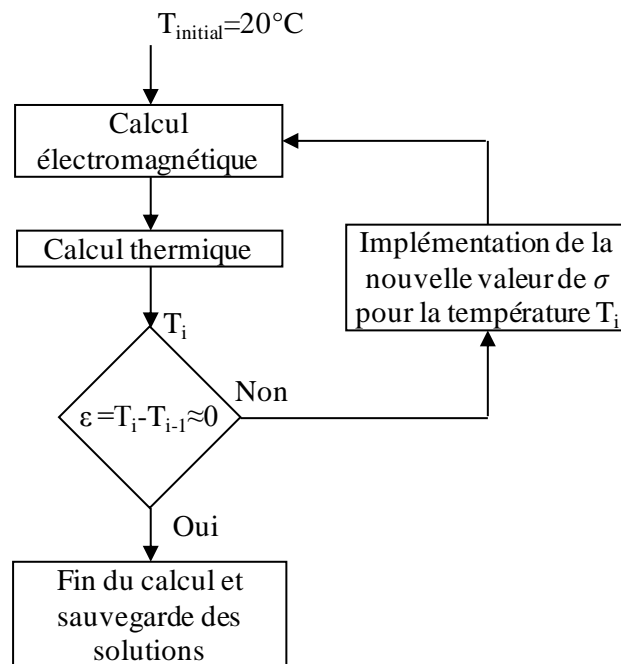 T_initial=20°C
Calcul
électromagnétique
Calcul thermique
Implémentation de la
nouvelle valeur de σ
pour la température T_i
T_i
ε =T_i-T_i-1≈0
Non
Oui
Fin du calcul et
sauvegarde des
solutions